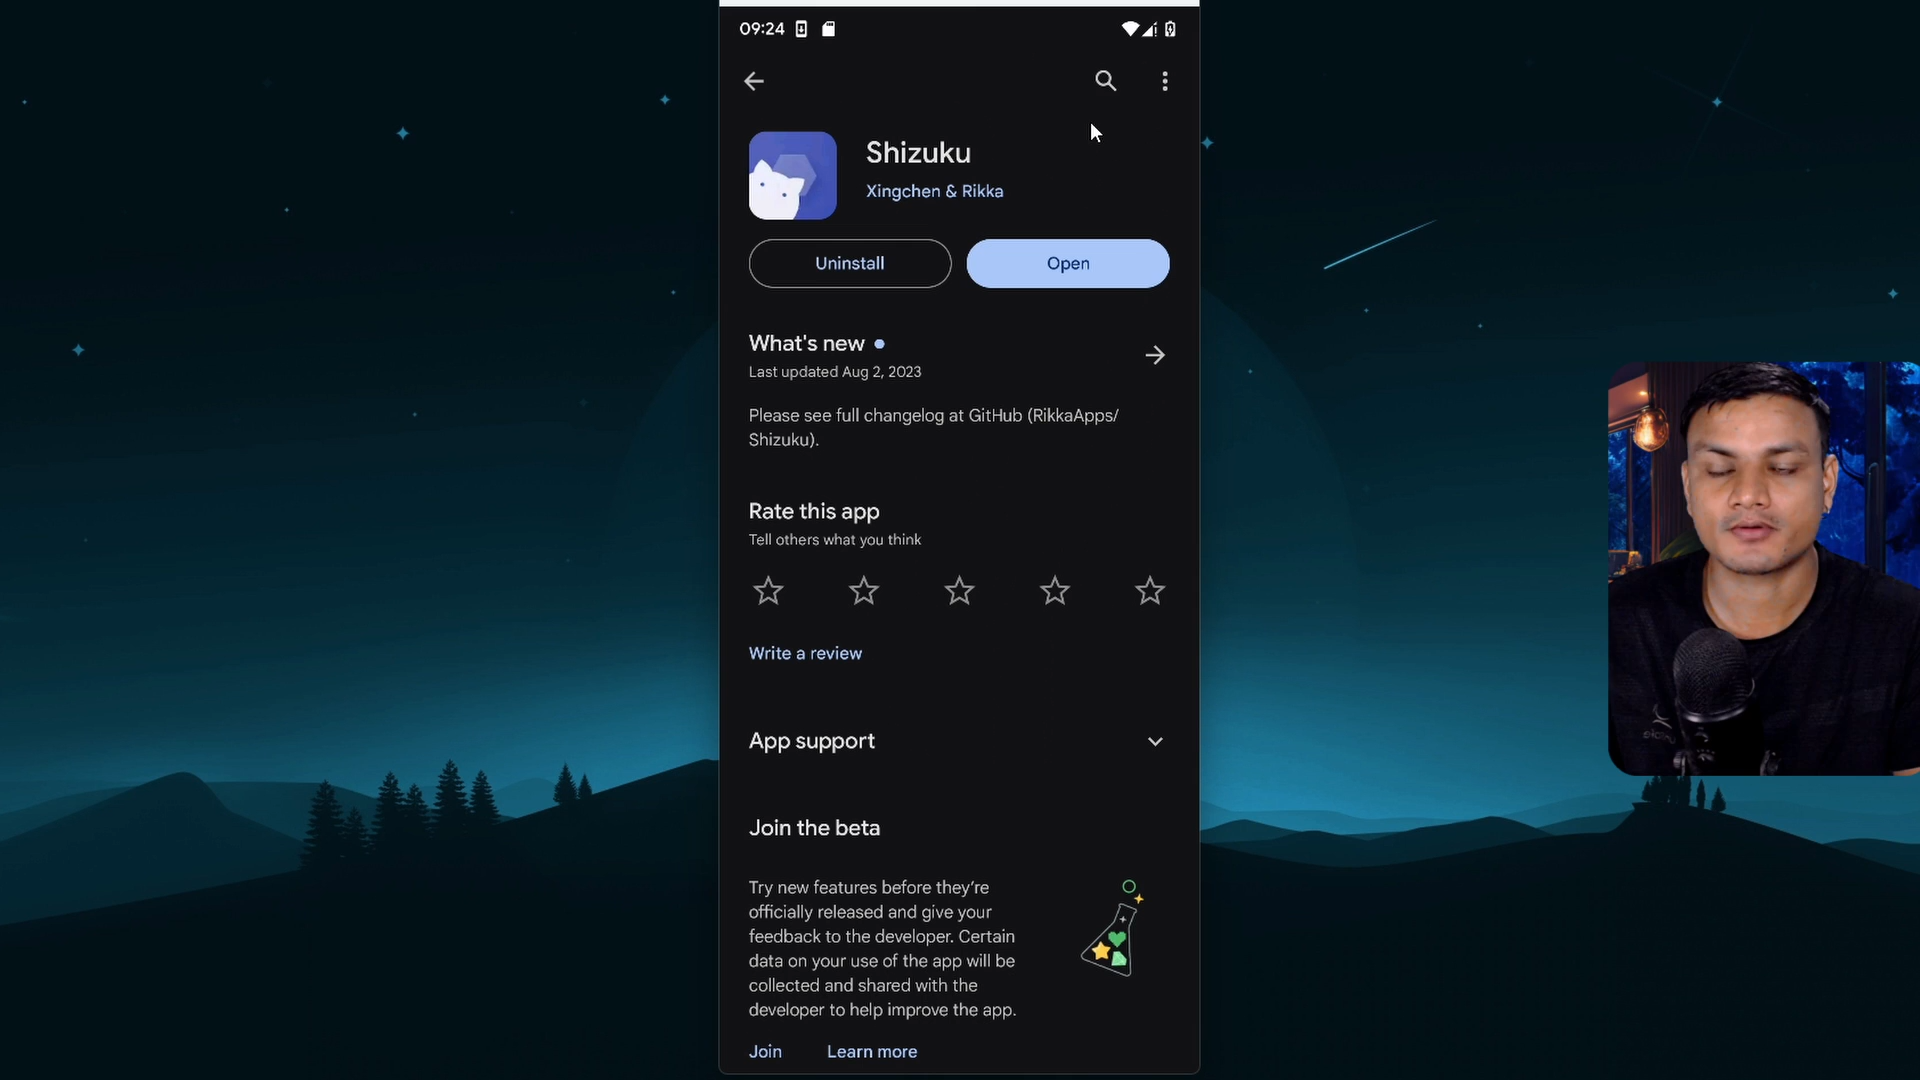 09:24
Shizuku
Xingchen & Rikka
Uninstall
Open
What's new
Last updated Aug 2, 2023
Please see full changelog at GitHub (RikkaApps/
Shizuku).
Rate this app
Tell others what you think
Write a review
App support
Join the beta
Try new features before they're
officially released and give your
feedback to the developer. Certain
data on your use of the app will be
collected and shared with the
developer to help improve the app.
Join
Learn more